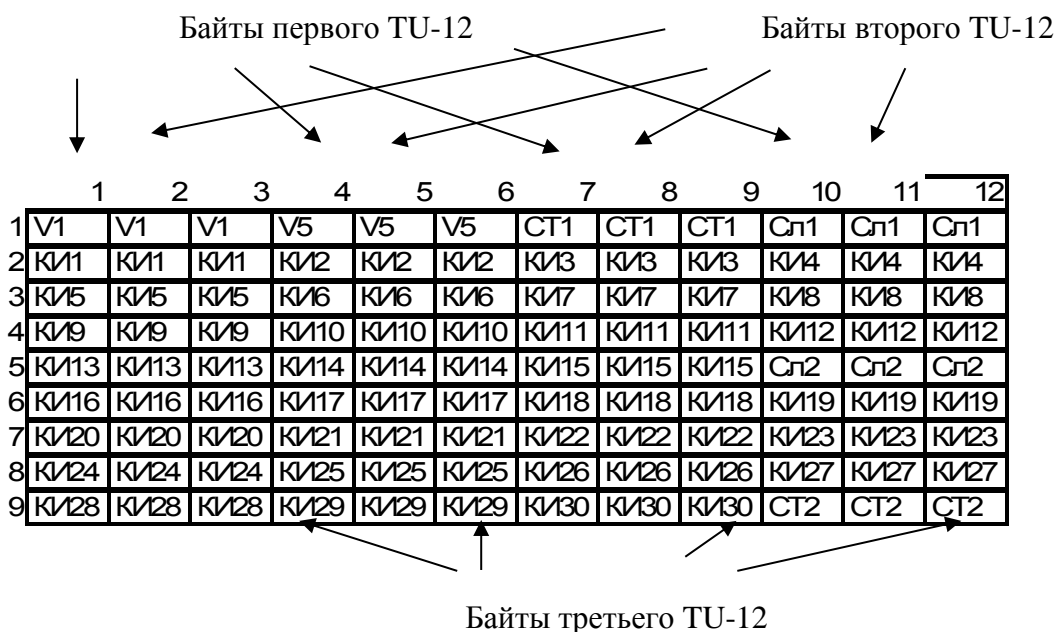 Байты первого TU-12 Байты второго TU-12
1 2 3 4 5 6 7 8 9 10 11 12
1 V1 V1 V1 V5 V5 V5 СТ1 СТ1 СТ1 Сл1 Сл1 Сл1
2 КИ1 КИ1 КИ1 КИ2 КИ2 КИ2 КИ3 КИ3 КИ3 КИ4 КИ4 КИ4
3 КИ5 КИ5 КИ5 КИ6 КИ6 КИ6 КИ7 КИ7 КИ7 КИ8 КИ8 КИ8
4 КИ9 КИ9 КИ9 КИ10 КИ10 КИ10 КИ11 КИ11 КИ11 КИ12 КИ12 КИ12
5 КИ13 КИ13 КИ13 КИ14 КИ14 КИ14 КИ15 КИ15 КИ15 Сл2 Сл2 Сл2
6 КИ16 КИ16 КИ16 КИ17 КИ17 КИ17 КИ18 КИ18 КИ18 КИ19 КИ19 КИ19
7 КИ20 КИ20 КИ20 КИ21 КИ21 КИ21 КИ22 КИ22 КИ22 КИ23 КИ23 КИ23
8 КИ24 КИ24 КИ24 КИ25 КИ25 КИ25 КИ26 КИ26 КИ26 КИ27 КИ27 КИ27
9 КИ28 КИ28 КИ28 КИ29 КИ29 КИ29 КИ30 КИ30 КИ30 СТ2 СТ2 СТ2
Байты третьего TU-12